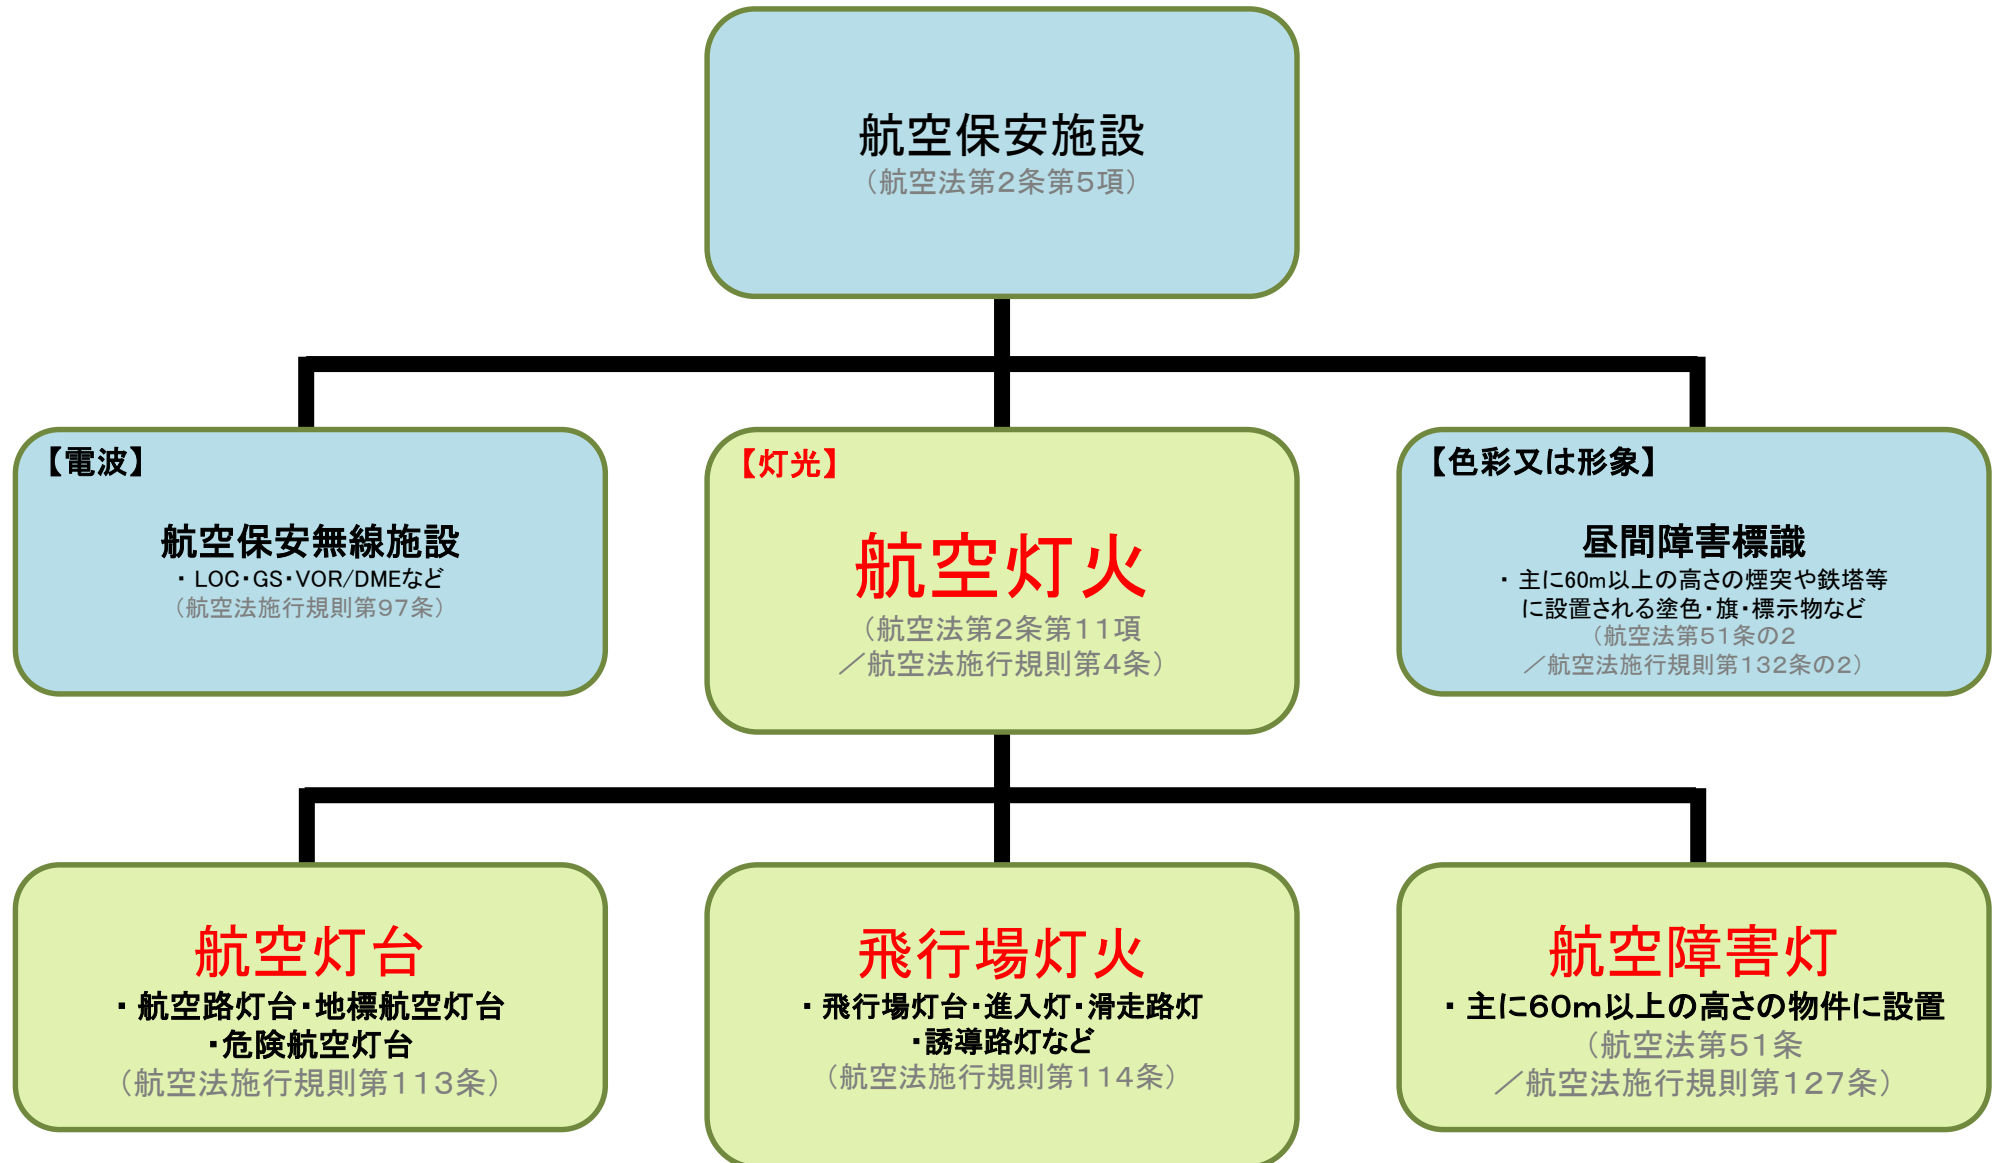 航空保安施設
（航空法第２条第５項）
【電波】
航空保安無線施設
・ LOC・GS・VOR/DMEなど
（航空法施行規則第９７条）
【灯光】
航空灯火
（航空法第２条第１１項
／航空法施行規則第４条）
【色彩又は形象】
昼間障害標識
・ 主に60m以上の高さの煙突や鉄塔等
に設置される塗色・旗・標示物など
（航空法第５１条の２
／航空法施行規則第１３２条の２）
航空灯台
・ 航空路灯台・地標航空灯台
・危険航空灯台
（航空法施行規則第１１３条）
飛行場灯火
・ 飛行場灯台・進入灯・滑走路灯
・誘導路灯など
（航空法施行規則第１１４条）
航空障害灯
・ 主に６０ｍ以上の高さの物件に設置
（航空法第５１条
／航空法施行規則第１２７条）